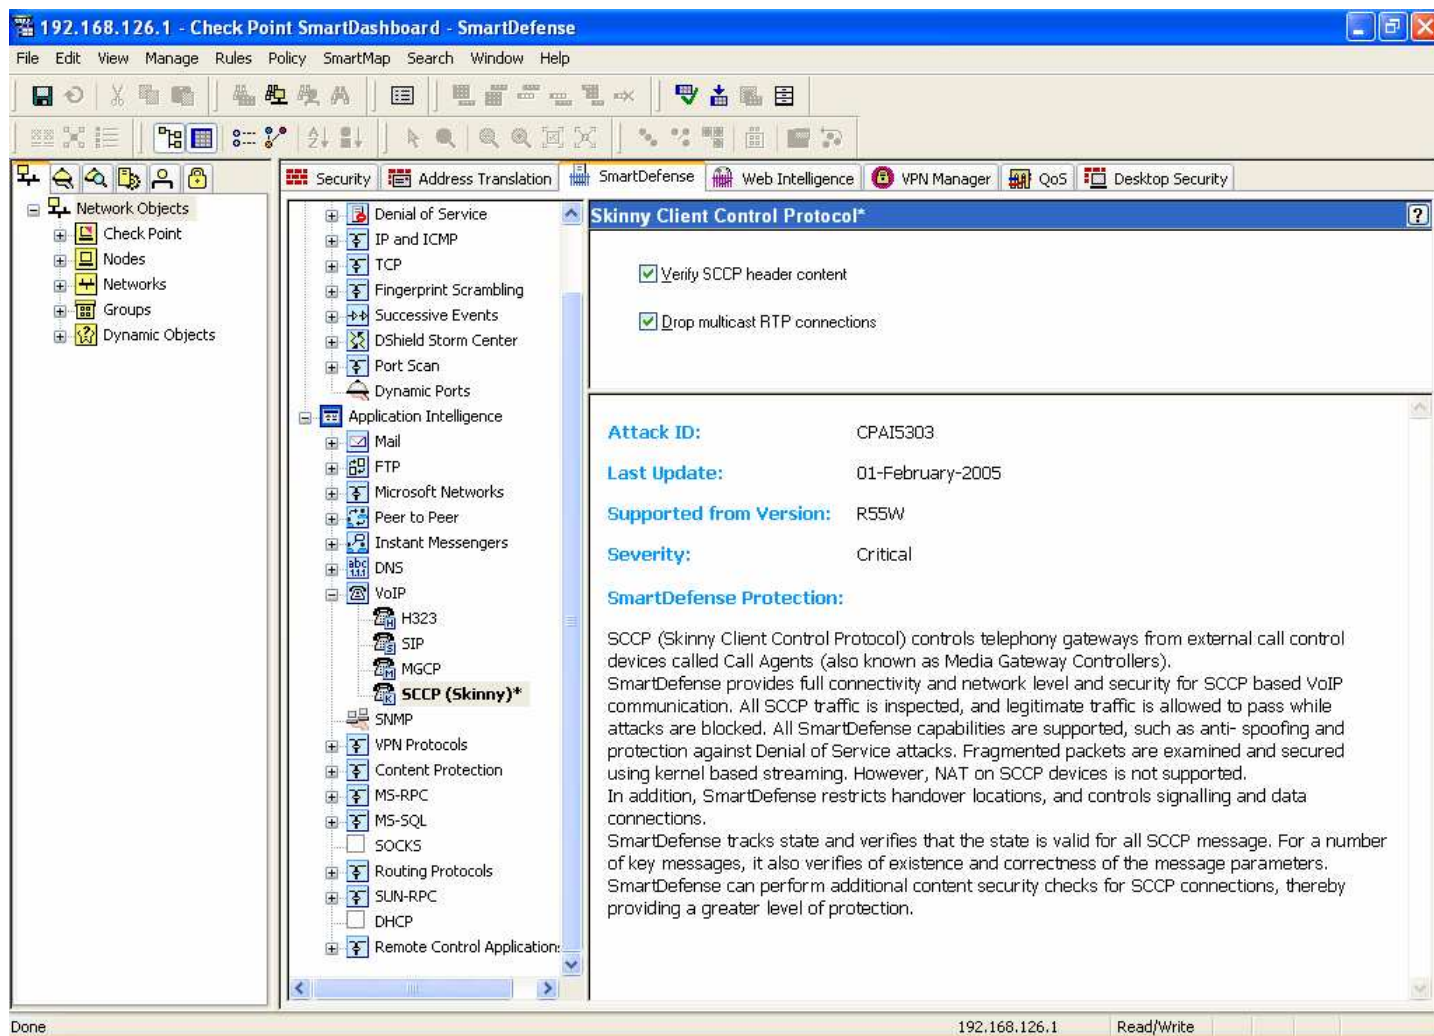 192.168.126.1 - Check Point SmartDashboard - SmartDefense
File Edit View Manage Rules Policy SmartMap Search Window Help
Security Address Translation SmartDefense Web Intelligence VPN Manager QoS Desktop Security
Network Objects
Check Point
Nodes
Networks
Groups
Dynamic Objects
Denial of Service
IP and ICMP
TCP
Fingerprint Scrambling
Successive Events
DShield Storm Center
Port Scan
Dynamic Ports
Application Intelligence
Mail
FTP
Microsoft Networks
Peer to Peer
Instant Messengers
DNS
VoIP
H323
SIP
MGCP
SCCP (Skinny)*
SNMP
VPN Protocols
Content Protection
MS-RPC
MS-SQL
SOCKS
Routing Protocols
SUN-RPC
DHCP
Remote Control Application
Skinny Client Control Protocol*
Verify SCCP header content
Drop multicast RTP connections
Attack ID: CPAI5303
Last Update: 01-February-2005
Supported from Version: R55W
Severity: Critical
SmartDefense Protection:
SCCP (Skinny Client Control Protocol) controls telephony gateways from external call control
devices called Call Agents (also known as Media Gateway Controllers).
SmartDefense provides full connectivity and network level and security for SCCP based VoIP
communication. All SCCP traffic is inspected, and legitimate traffic is allowed to pass while
attacks are blocked. All SmartDefense capabilities are supported, such as anti- spoofing and
protection against Denial of Service attacks. Fragmented packets are examined and secured
using kernel based streaming. However, NAT on SCCP devices is not supported.
In addition, SmartDefense restricts handover locations, and controls signalling and data
connections.
SmartDefense tracks state and verifies that the state is valid for all SCCP message. For a number
of key messages, it also verifies of existence and correctness of the message parameters.
SmartDefense can perform additional content security checks for SCCP connections, thereby
providing a greater level of protection.
Done 192.168.126.1 Read/Write